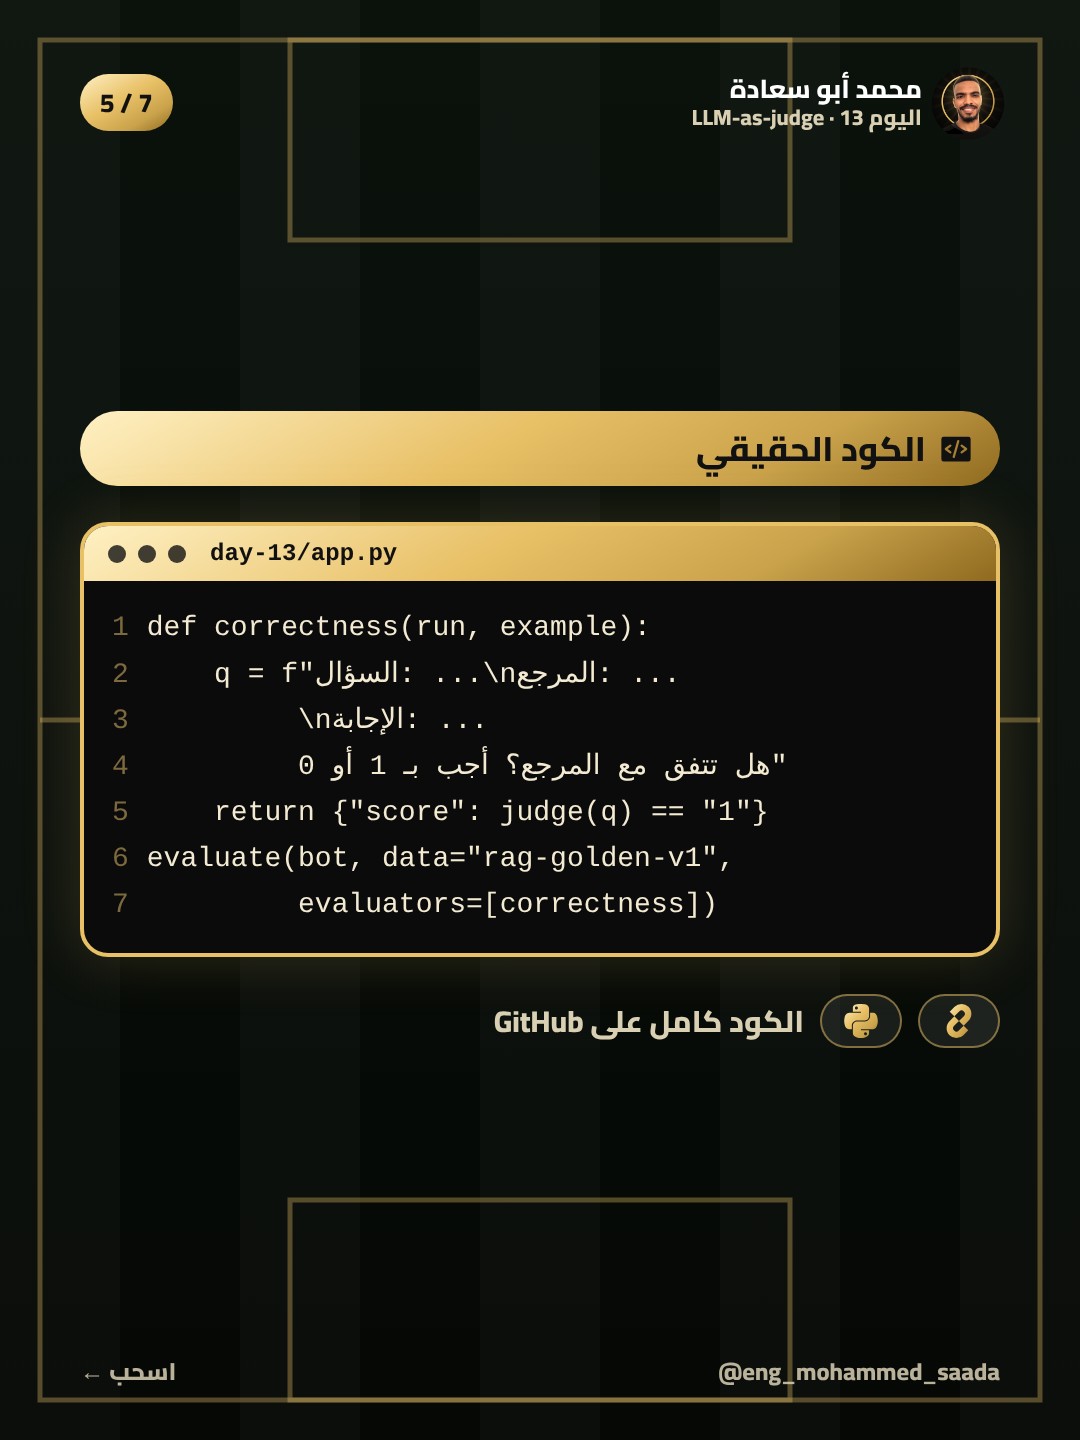 محمد أبو سعادة
اليوم 13 · LLM-as-judge
5 / 7
الكود الحقيقي
day-13/app.py
1 def correctness(run, example):
2     q = f"السؤال: ...\nالمرجع: ...
3          \nالإجابة: ...
4          هل تتفق مع المرجع؟ أجب بـ 1 أو 0"
5     return {"score": judge(q) == "1"}
6 evaluate(bot, data="rag-golden-v1",
7          evaluators=[correctness])
الكود كامل على GitHub
@eng_mohammed_saada
اسحب ←